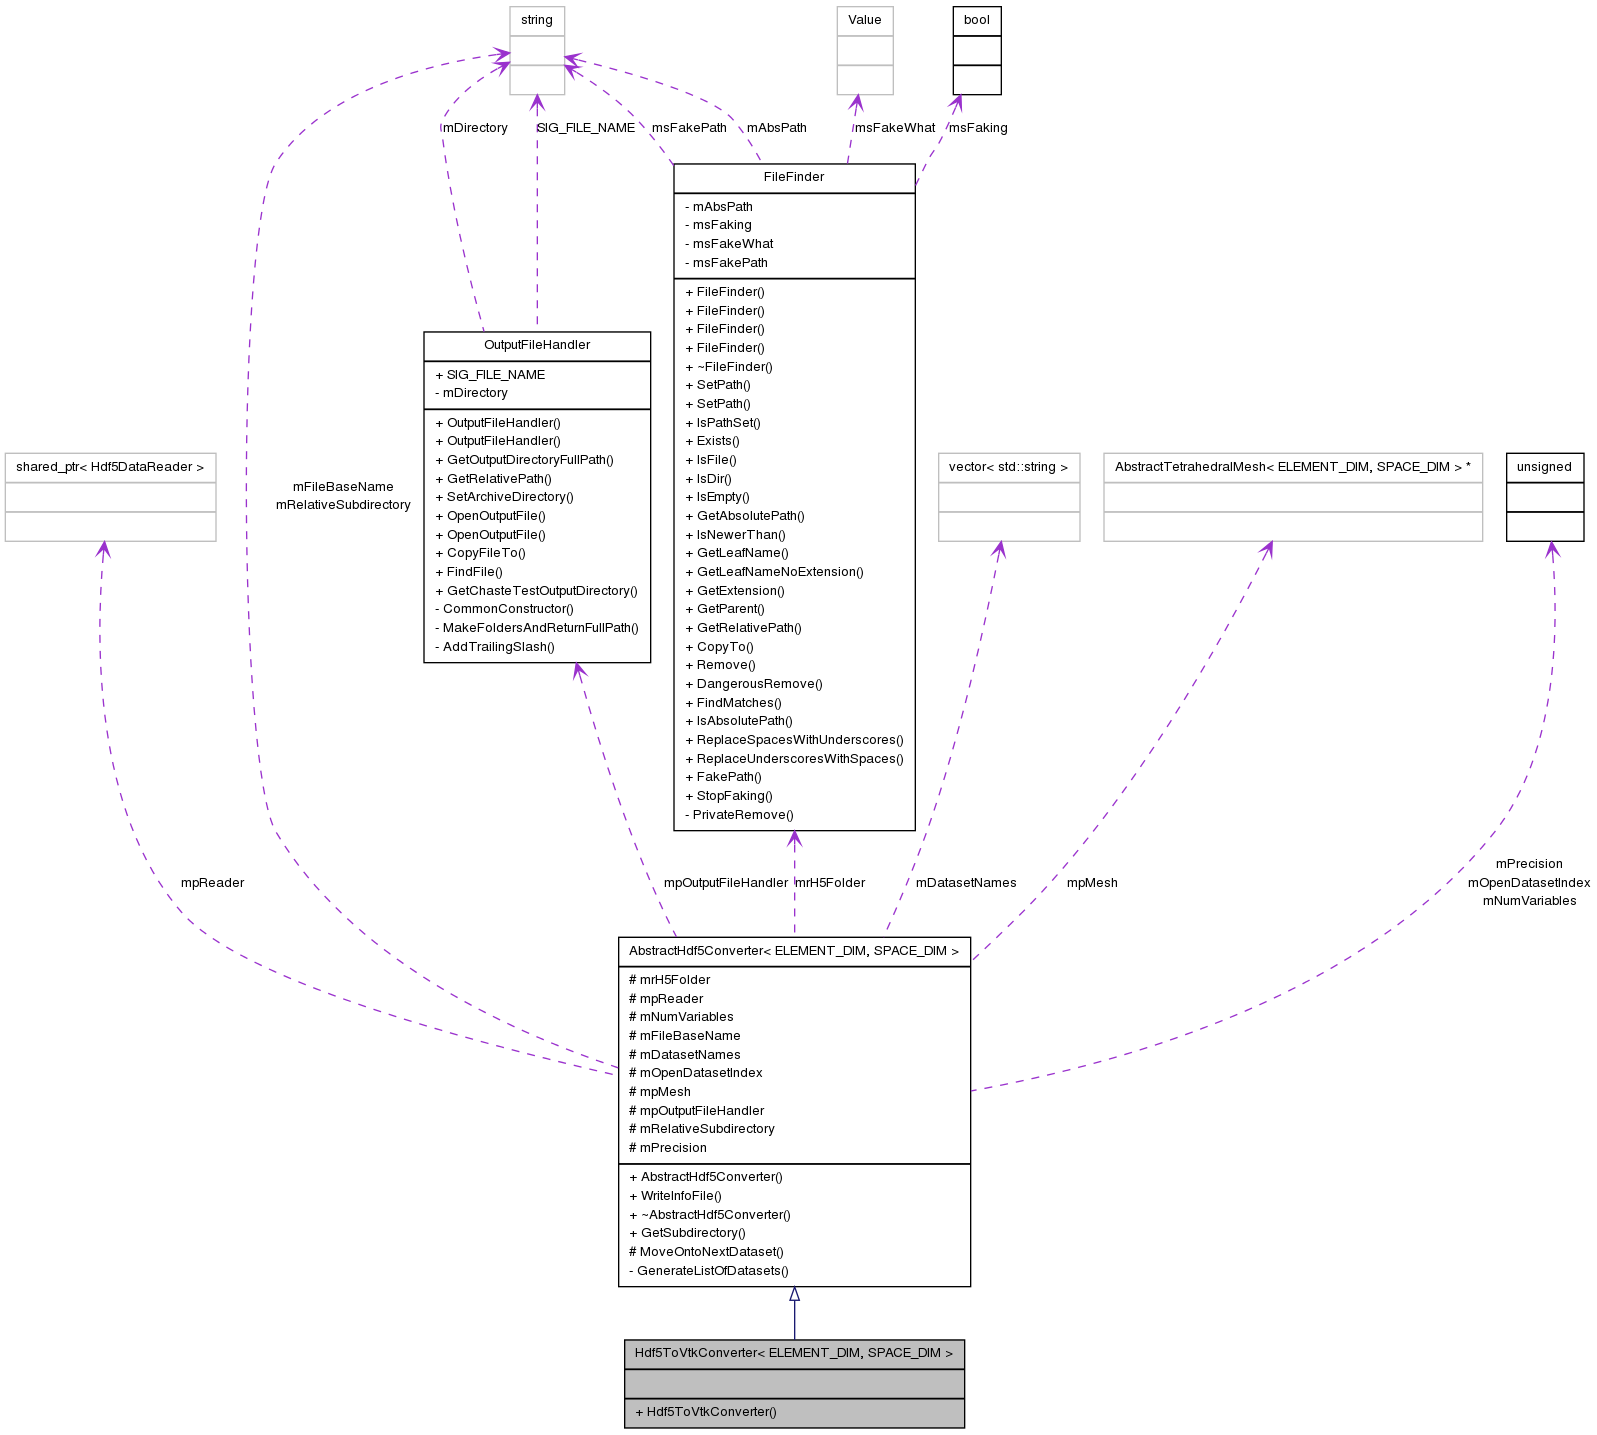 string
Value
bool
mDirectory
SIG_FILE_NAME
msFakePath
mAbsPath
msFakeWhat
msFaking
FileFinder
- mAbsPath
- msFaking
- msFakeWhat
- msFakePath
+ FileFinder()
+ FileFinder()
+ FileFinder()
+ FileFinder()
+ ~FileFinder()
+ SetPath()
+ SetPath()
+ IsPathSet()
+ Exists()
+ IsFile()
+ IsDir()
+ IsEmpty()
+ GetAbsolutePath()
+ IsNewerThan()
+ GetLeafName()
+ GetLeafNameNoExtension()
+ GetExtension()
+ GetParent()
+ GetRelativePath()
+ CopyTo()
+ Remove()
+ DangerousRemove()
+ FindMatches()
+ IsAbsolutePath()
+ ReplaceSpacesWithUnderscores()
+ ReplaceUnderscoresWithSpaces()
+ FakePath()
+ StopFaking()
- PrivateRemove()
OutputFileHandler
+ SIG_FILE_NAME
- mDirectory
+ OutputFileHandler()
+ OutputFileHandler()
+ GetOutputDirectoryFullPath()
+ GetRelativePath()
+ SetArchiveDirectory()
+ OpenOutputFile()
+ OpenOutputFile()
+ CopyFileTo()
+ FindFile()
+ GetChasteTestOutputDirectory()
- CommonConstructor()
- MakeFoldersAndReturnFullPath()
- AddTrailingSlash()
shared_ptr< Hdf5DataReader >
mFileBaseName
mRelativeSubdirectory
vector< std::string >
AbstractTetrahedralMesh< ELEMENT_DIM, SPACE_DIM > *
unsigned
mpReader
mpOutputFileHandler
mrH5Folder
mDatasetNames
mpMesh
mPrecision
mOpenDatasetIndex
mNumVariables
AbstractHdf5Converter< ELEMENT_DIM, SPACE_DIM >
# mrH5Folder
# mpReader
# mNumVariables
# mFileBaseName
# mDatasetNames
# mOpenDatasetIndex
# mpMesh
# mpOutputFileHandler
# mRelativeSubdirectory
# mPrecision
+ AbstractHdf5Converter()
+ WriteInfoFile()
+ ~AbstractHdf5Converter()
+ GetSubdirectory()
# MoveOntoNextDataset()
- GenerateListOfDatasets()
Hdf5ToVtkConverter< ELEMENT_DIM, SPACE_DIM >
+ Hdf5ToVtkConverter()